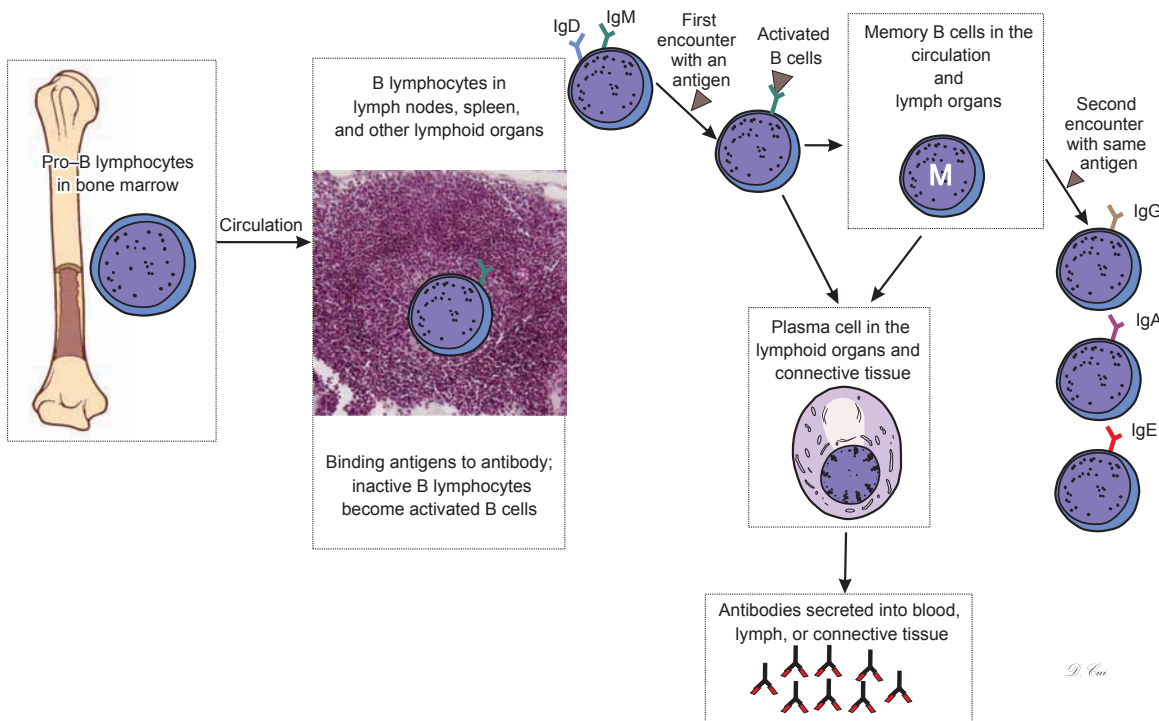 Pro–B lymphocytes
in bone marrow
Circulation
B lymphocytes in
lymph nodes, spleen,
and other lymphoid organs
Binding antigens to antibody;
inactive B lymphocytes
become activated B cells
IgD
IgM
First
encounter
with an
antigen
Activated
B cells
Memory B cells in the
circulation
and
lymph organs
M
Second
encounter
with same
antigen
IgG
IgA
IgE
Plasma cell in the
lymphoid organs and
connective tissue
Antibodies secreted into blood,
lymph, or connective tissue
D. Cui